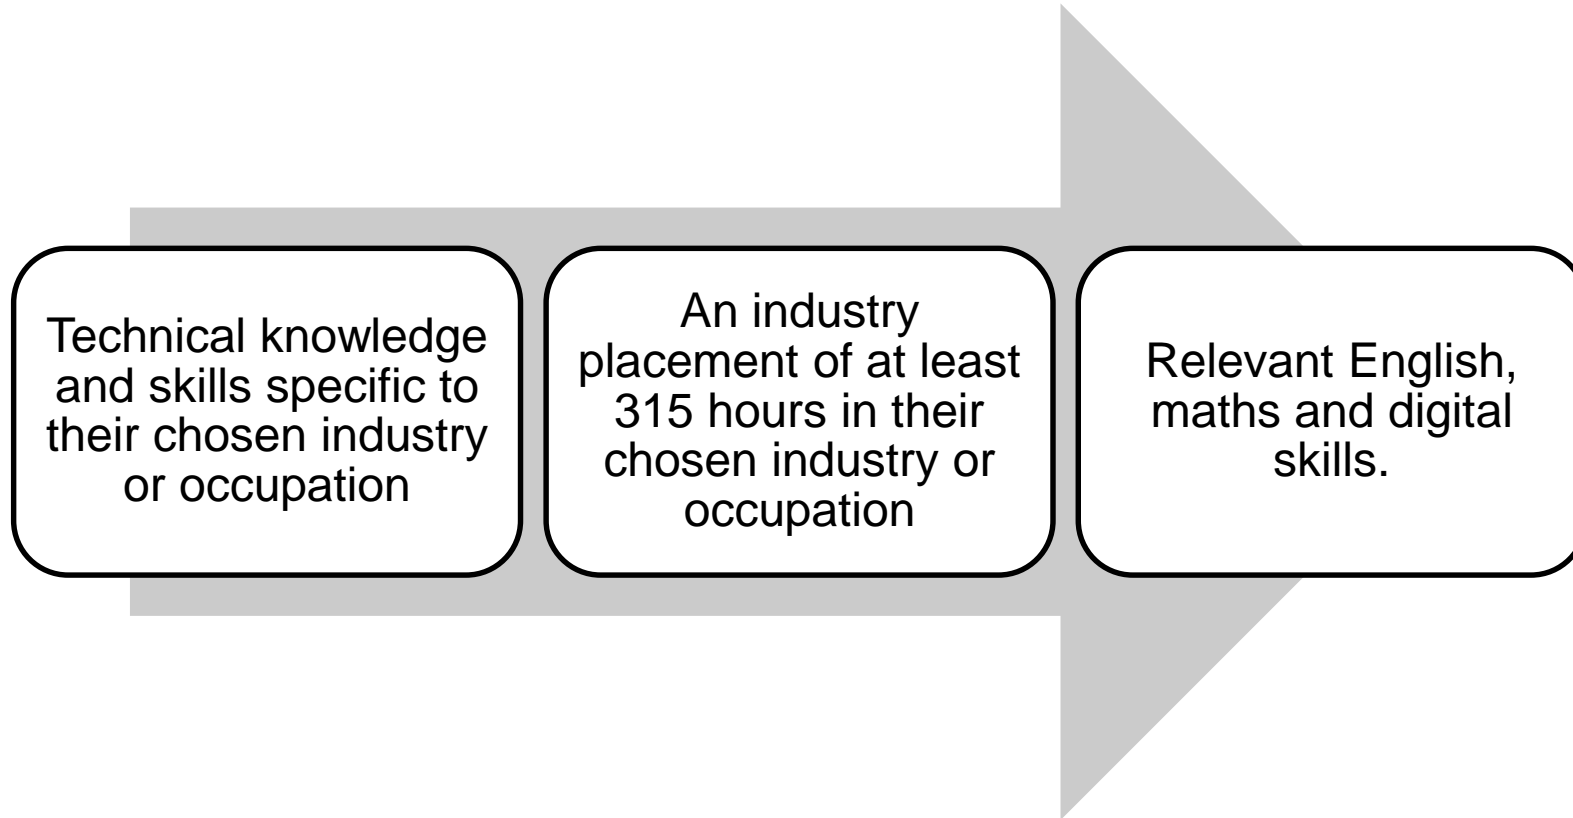 Technical knowledge
and skills specific to
their chosen industry
or occupation
An industry
placement of at least
315 hours in their
chosen industry or
occupation
Relevant English,
maths and digital
skills.